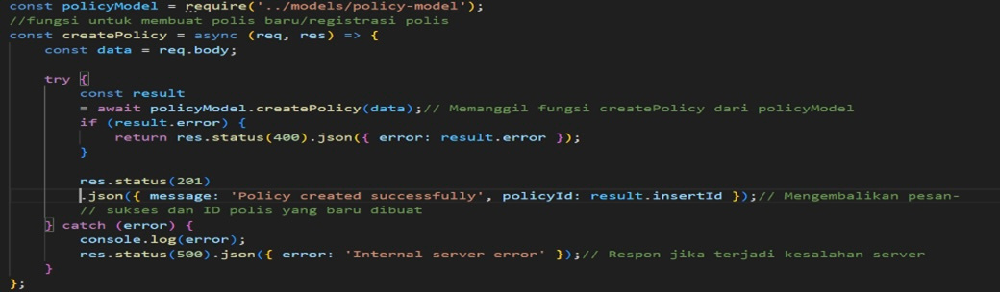 const policyModel = require('../models/policy-model');
//fungsi untuk membuat polis baru/registrasi polis
const createPolicy = async (req, res) => {
    const data = req.body;

    try {
        const result
        = await policyModel.createPolicy(data);// Memanggil fungsi createPolicy dari policyModel
        if (result.error) {
            return res.status(400).json({ error: result.error });
        }

        res.status(201)
        .json({ message: 'Policy created successfully', policyId: result.insertId });// Mengembalikan pesan-
        // sukses dan ID polis yang baru dibuat
    } catch (error) {
        console.log(error);
        res.status(500).json({ error: 'Internal server error' });// Respon jika terjadi kesalahan server
    }
};